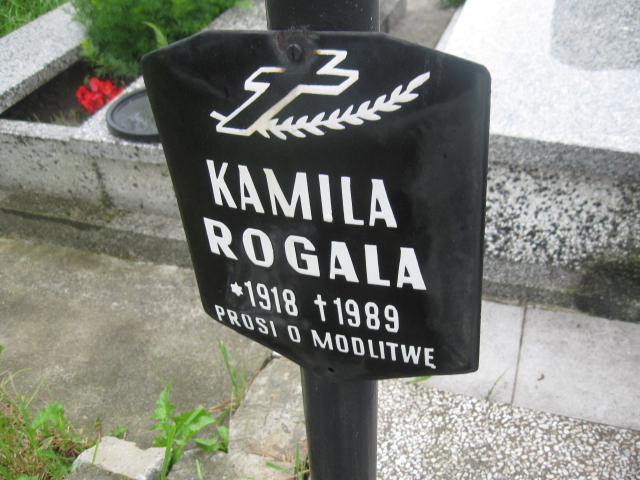 KAMILA
ROGALA
*1918 †1989
PROSI O MODLITWĘ